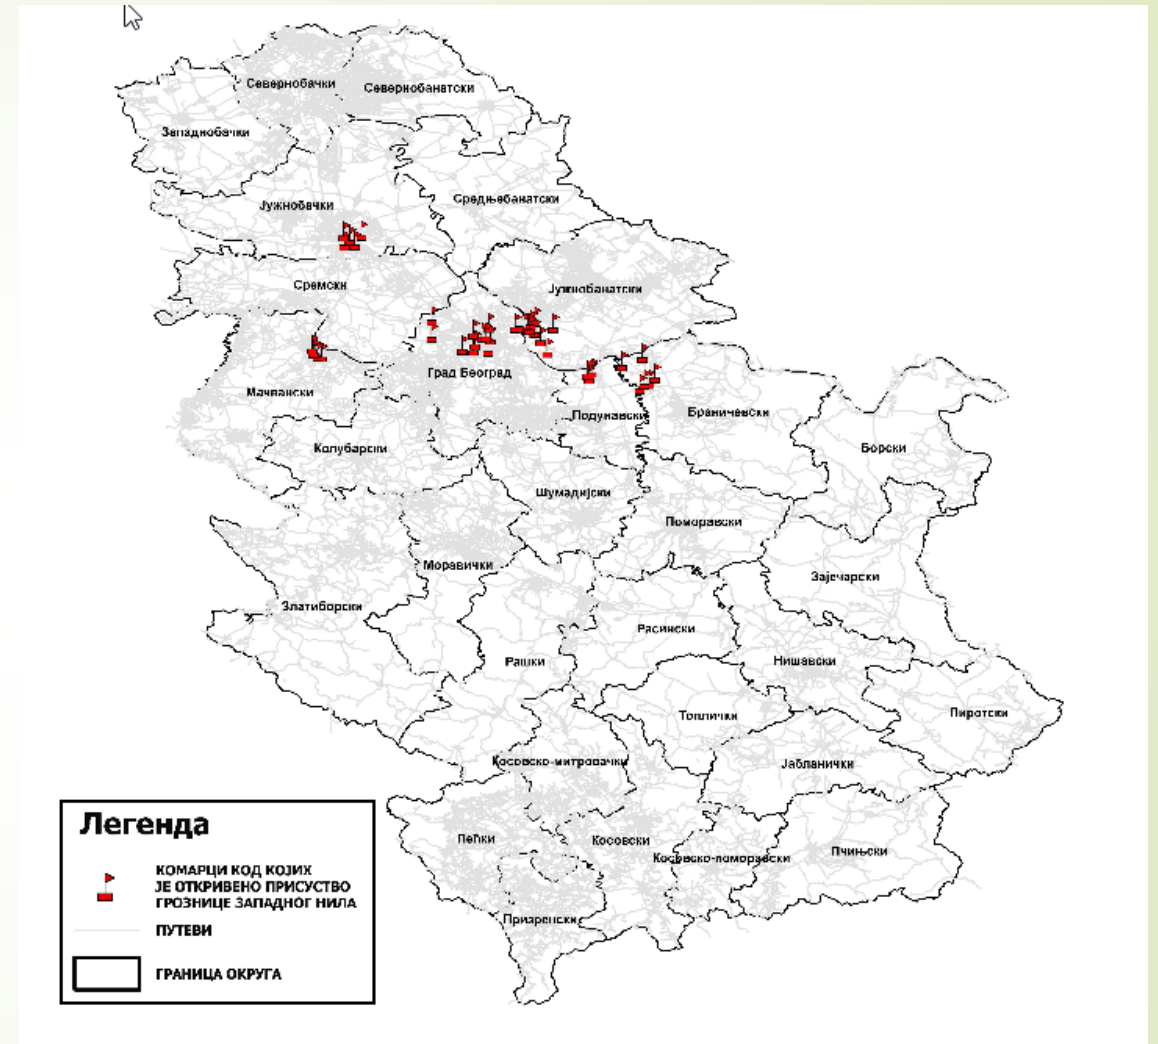 Севернобачки
Севернобанатски
Западнобачки
Јужнобачки
Средњебанатски
Сремски
Јужнобанатски
Мачвански
Град Београд
Подунавски
Браничевски
Колубарски
Борски
Шумадијски
Поморавски
Моравички
Зајечарски
Златиборски
Расински
Рашки
Нишавски
Топлички
Пиротски
Косовско-митровачки
Јабланички
Пећки
Косовски
Косовско-поморавски
Пчињски
Призренски
Легенда
КОМАРЦИ КОД КОЈИХ
ЈЕ ОТКРИВЕНО ПРИСУСТВО
ГРОЗНИЦЕ ЗАПАДНОГ НИЛА
ПУТЕВИ
ГРАНИЦА ОКРУГА